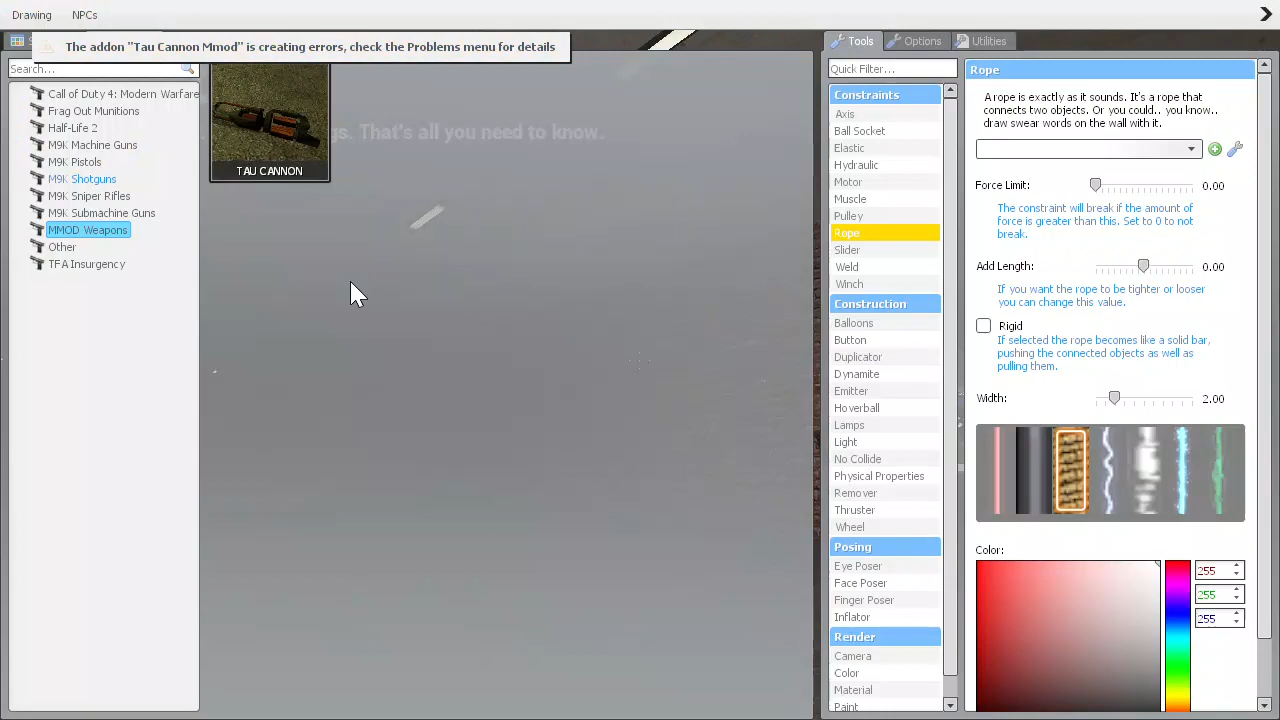 Drawing
NPCs
The addon "Tau Cannon Mmod" is creating errors, check the Problems menu for details
Search...
Call of Duty 4: Modern Warfare
Frag Out Munitions
Half-Life 2
M9K Machine Guns
M9K Pistols
M9K Shotguns
M9K Sniper Rifles
M9K Submachine Guns
MMOD Weapons
Other
TFA Insurgency
gs. That's all you need to know.
TAU CANNON
Tools
Options
Utilities
Quick Filter...
Constraints
Axis
Ball Socket
Elastic
Hydraulic
Motor
Muscle
Pulley
Rope
Slider
Weld
Winch
Construction
Balloons
Button
Duplicator
Dynamite
Emitter
Hoverball
Lamps
Light
No Collide
Physical Properties
Remover
Thruster
Wheel
Posing
Eye Poser
Face Poser
Finger Poser
Inflator
Render
Camera
Color
Material
Paint
Rope
A rope is exactly as it sounds. It's a rope that
connects two objects. Or you could.. you know..
draw swear words on the wall with it.
Force Limit:
0.00
The constraint will break if the amount of
force is greater than this. Set to 0 to not
break.
Add Length:
0.00
If you want the rope to be tighter or looser
you can change this value.
Rigid
If selected the rope becomes like a solid bar,
pushing the connected objects as well as
pulling them.
Width:
2.00
Color:
255
255
255